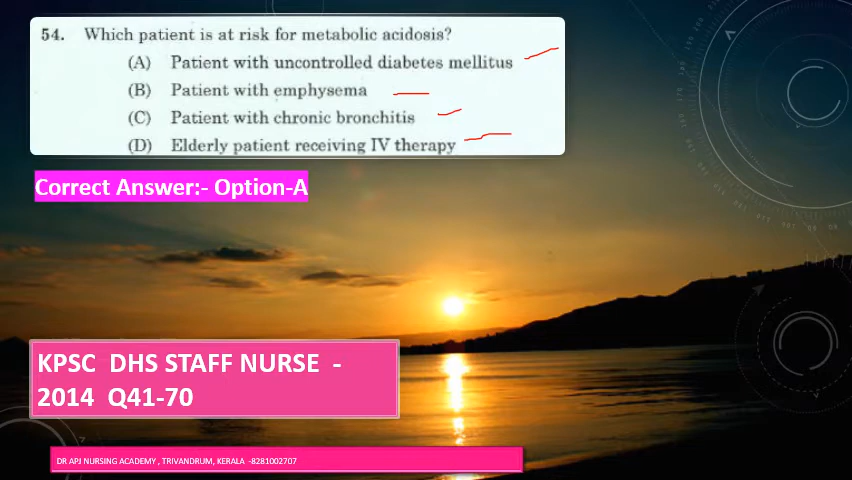 54. Which patient is at risk for metabolic acidosis?
(A) Patient with uncontrolled diabetes mellitus
(B) Patient with emphysema
(C) Patient with chronic bronchitis
(D) Elderly patient receiving IV therapy
Correct Answer:- Option-A
KPSC DHS STAFF NURSE -
2014 Q41-70
DR APJ NURSING ACADEMY , TRIVANDRUM, KERALA -8281002707